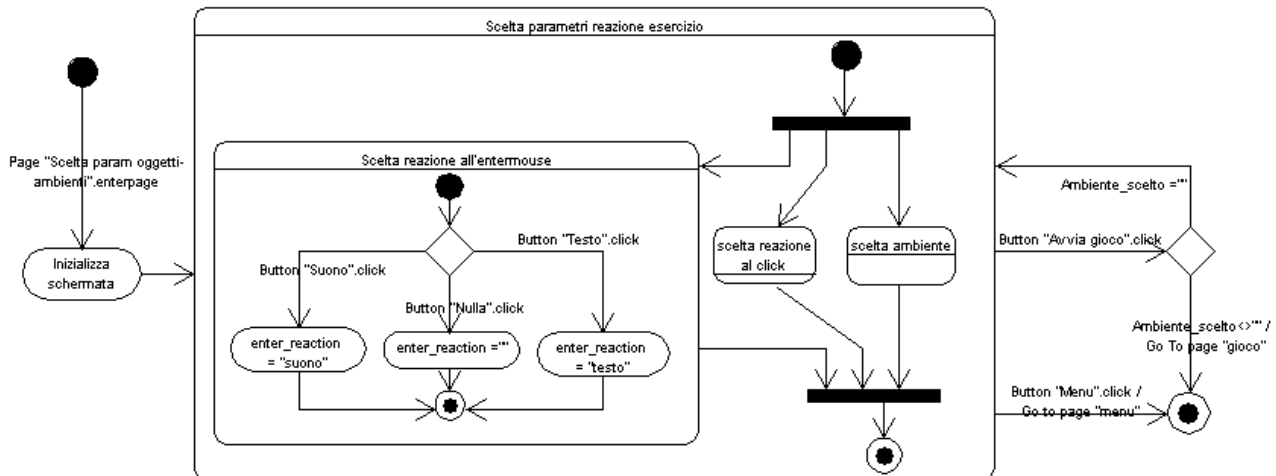 Scelta parametri reazione esercizio
Page "Scelta param oggetti-
ambienti".enterpage
Inizializza
schermata
Scelta reazione all'entermouse
Button "Testo".click
Button "Suono".click
Button "Nulla".click
enter_reaction
= "suono"
enter_reaction =""
enter_reaction
= "testo"
scelta reazione
al click
scelta ambiente
Ambiente_scelto =""
Button "Avvia gioco".click
Ambiente_scelto<>"" /
Go To page "gioco"
Button "Menu".click /
Go to page "menu"